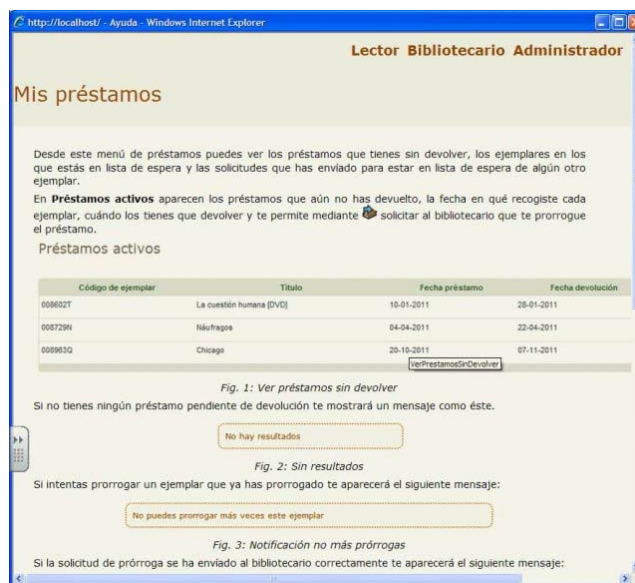 http://localhost/ - Ayuda - Windows Internet Explorer
Lector Bibliotecario Administrador
Mis préstamos
Desde este menú de préstamos puedes ver los préstamos que tienes sin devolver, los ejemplares en los
que estás en lista de espera y las solicitudes que has envíado para estar en lista de espera de algún otro
ejemplar.
En Préstamos activos aparecen los préstamos que aún no has devuelto, la fecha en qué recogiste cada
ejemplar, cuándo los tienes que devolver y te permite mediante solicitar al bibliotecario que te prorrogue
el préstamo.
Préstamos activos
Código de ejemplar Título Fecha préstamo Fecha devolución
008602T La cuestión humana [DVD] 10-01-2011 28-01-2011
008729N Náufragos 04-04-2011 22-04-2011
008963Q Chicago 20-10-2011 07-11-2011
VerPrestamosSinDevolver
Fig. 1: Ver préstamos sin devolver
Si no tienes ningún préstamo pendiente de devolución te mostrará un mensaje como éste.
No hay resultados
Fig. 2: Sin resultados
Si intentas prorrogar un ejemplar que ya has prorrogado te aparecerá el siguiente mensaje:
No puedes prorrogar más veces este ejemplar
Fig. 3: Notificación no más prórrogas
Si la solicitud de prórroga se ha envíado al bibliotecario correctamente te aparecerá el siguiente mensaje: